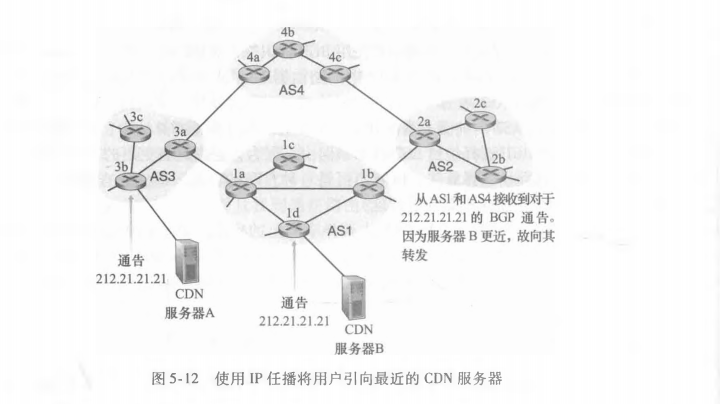 4b
4a
4c
AS4
3c
3a
3b
AS3
2c
2a
AS2
2b
1c
1a
1b
1d
AS1
从AS1和AS4接收到对于
212.21.21.21 的 BGP 通告。
因为服务器 B 更近，故向其
转发
通告
212.21.21.21
CDN
服务器A
通告
212.21.21.21
CDN
服务器B
图 5-12 使用 IP 任播将用户引向最近的 CDN 服务器